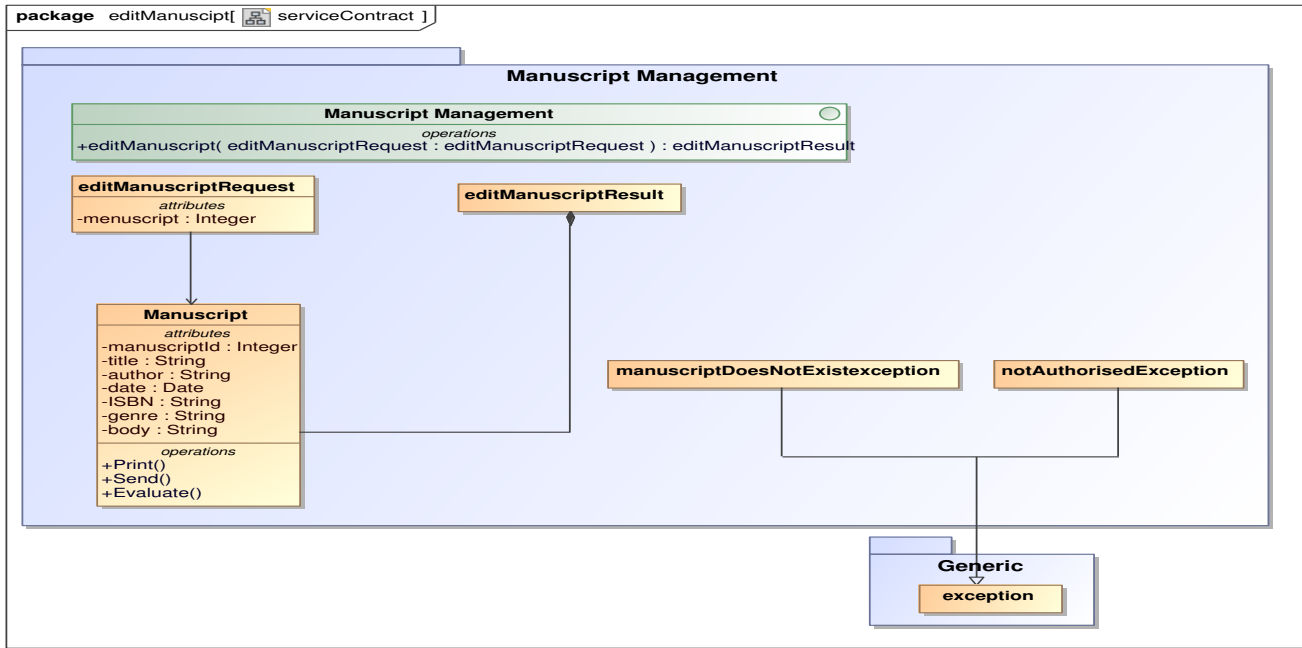 package editManuscipt[ serviceContract ]
Manuscript Management
Manuscript Management
operations
+editManuscript( editManuscriptRequest : editManuscriptRequest ) : editManuscriptResult
editManuscriptRequest
attributes
-menuscript : Integer
editManuscriptResult
Manuscript
attributes
-manuscriptId : Integer
-title : String
-author : String
-date : Date
-ISBN : String
-genre : String
-body : String
operations
+Print()
+Send()
+Evaluate()
manuscriptDoesNotExistexception
notAuthorisedException
Generic
exception